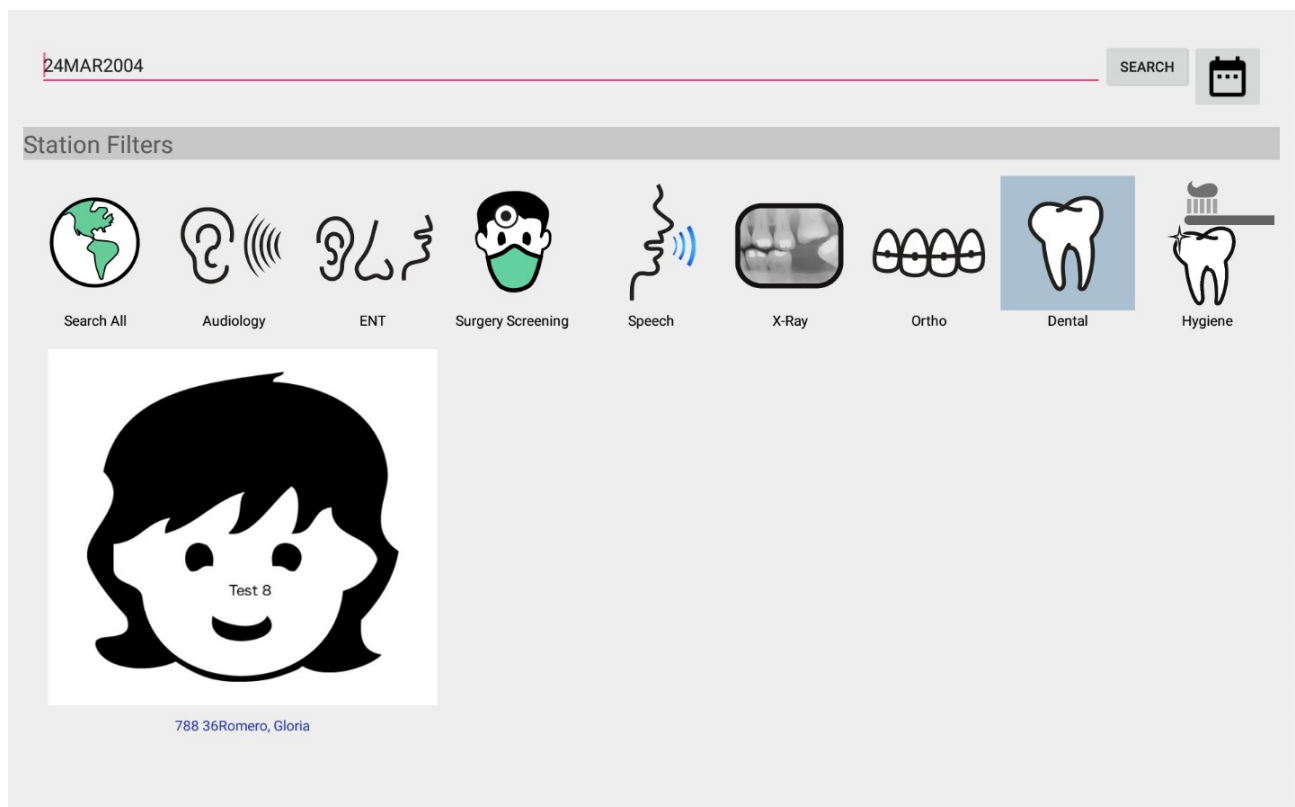 24MAR2004
SEARCH
Station Filters
Search All
Audiology
ENT
Surgery Screening
Speech
X-Ray
Ortho
Dental
Hygiene
Test 8
788 36Romero, Gloria